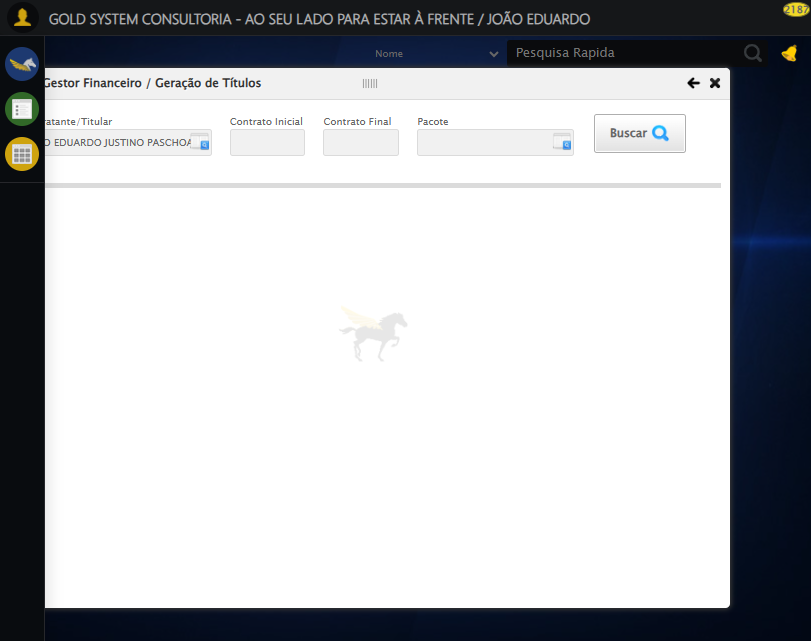 GOLD SYSTEM CONSULTORIA - AO SEU LADO PARA ESTAR À FRENTE / JOÃO EDUARDO
2187
Nome
Pesquisa Rapida
Gestor Financeiro / Geração de Títulos
ratante/Titular
Contrato Inicial
Contrato Final
Pacote
O EDUARDO JUSTINO PASCHOA
Buscar